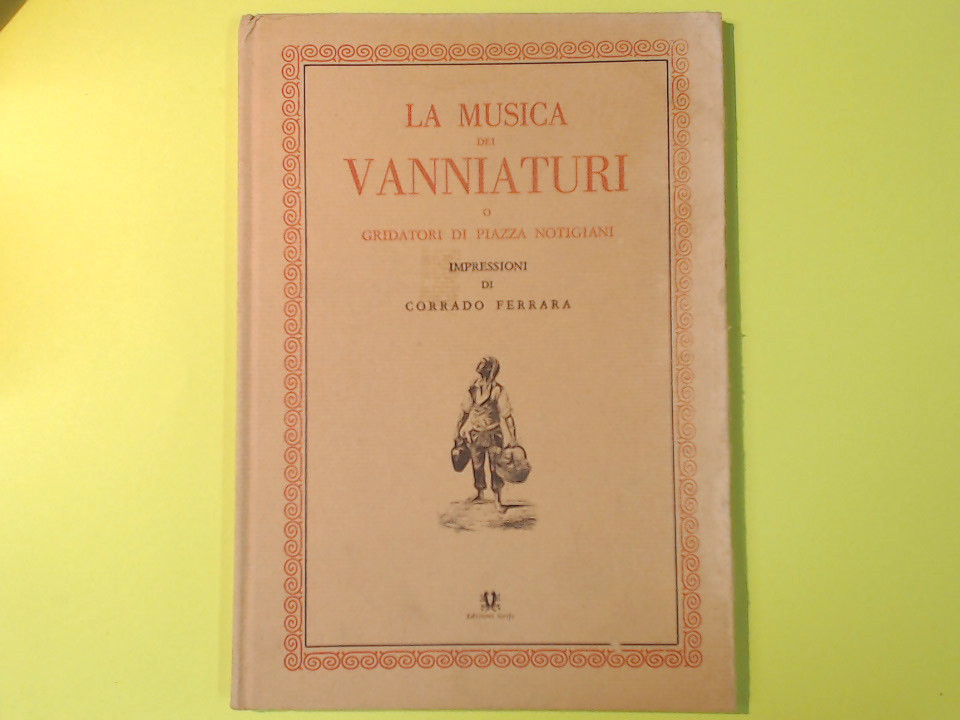 LA MUSICA
DEI
VANNIATURI
O
GRIDATORI DI PIAZZA NOTIGIANI
IMPRESSIONI
DI
CORRADO FERRARA